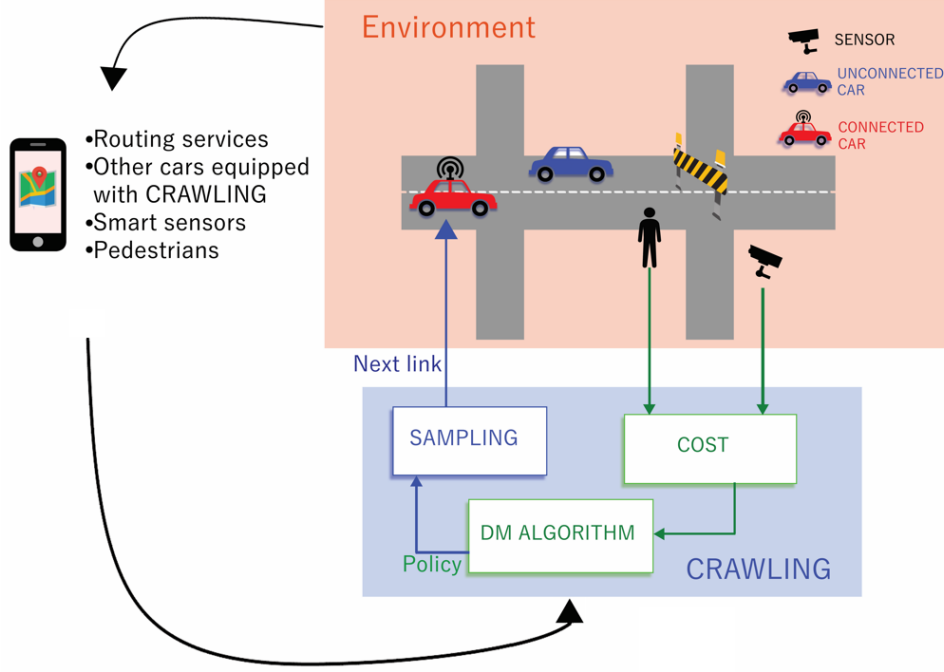 Environment
SENSOR
UNCONNECTED
CAR
CONNECTED
CAR
•Routing services
•Other cars equipped
with CRAWLING
•Smart sensors
•Pedestrians
Next link
SAMPLING
COST
DM ALGORITHM
Policy
CRAWLING